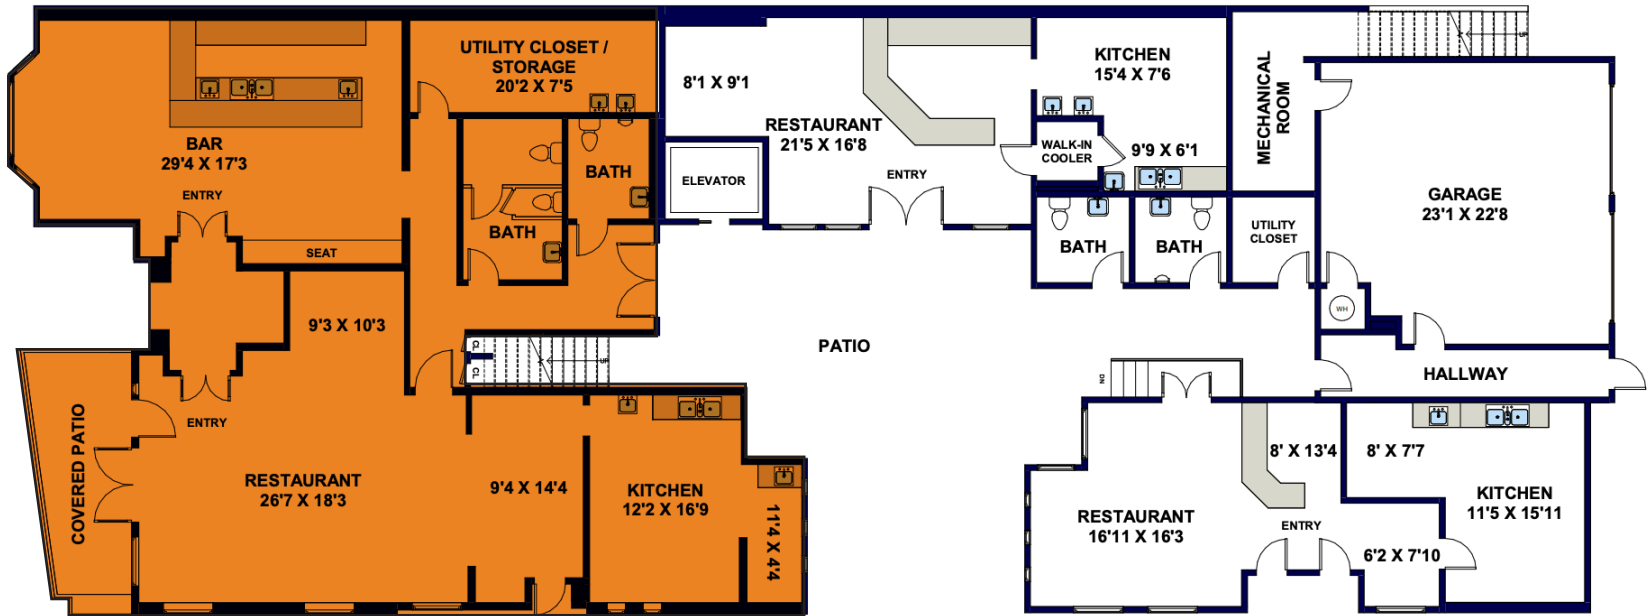 UTILITY CLOSET /
STORAGE
20'2 X 7'5
BAR
29'4 X 17'3
ENTRY
SEAT
BATH
BATH
9'3 X 10'3
CL
CL
UP
COVERED PATIO
ENTRY
RESTAURANT
26'7 X 18'3
9'4 X 14'4
KITCHEN
12'2 X 16'9
11'4 X 4'4
8'1 X 9'1
ELEVATOR
RESTAURANT
21'5 X 16'8
ENTRY
KITCHEN
15'4 X 7'6
WALK-IN
COOLER
9'9 X 6'1
BATH
BATH
UTILITY
CLOSET
MECHANICAL
ROOM
UP
GARAGE
23'1 X 22'8
WH
PATIO
HALLWAY
DN
RESTAURANT
16'11 X 16'3
8' X 13'4
ENTRY
6'2 X 7'10
8' X 7'7
KITCHEN
11'5 X 15'11